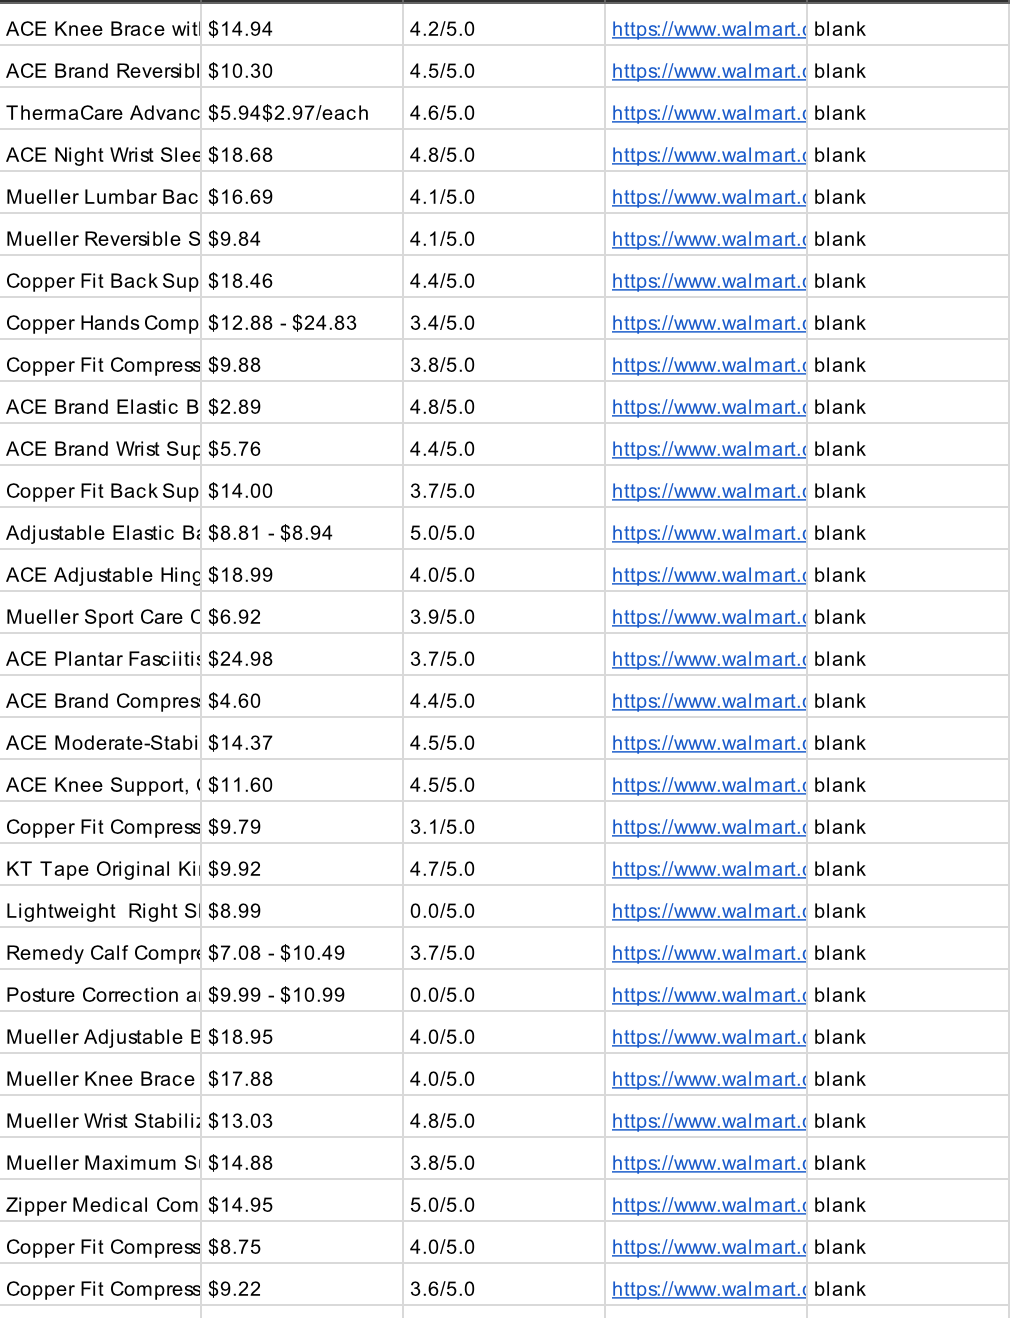 ACE Knee Brace wit $14.94 4.2/5.0 https://www.walmart.c blank
ACE Brand Reversibl $10.30 4.5/5.0 https://www.walmart.c blank
ThermaCare Advanc $5.94$2.97/each 4.6/5.0 https://www.walmart.c blank
ACE Night Wrist Slee $18.68 4.8/5.0 https://www.walmart.c blank
Mueller Lumbar Bac $16.69 4.1/5.0 https://www.walmart.c blank
Mueller Reversible S $9.84 4.1/5.0 https://www.walmart.c blank
Copper Fit Back Sup $18.46 4.4/5.0 https://www.walmart.c blank
Copper Hands Comp $12.88 - $24.83 3.4/5.0 https://www.walmart.c blank
Copper Fit Compress $9.88 3.8/5.0 https://www.walmart.c blank
ACE Brand Elastic B $2.89 4.8/5.0 https://www.walmart.c blank
ACE Brand Wrist Sup $5.76 4.4/5.0 https://www.walmart.c blank
Copper Fit Back Sup $14.00 3.7/5.0 https://www.walmart.c blank
Adjustable Elastic Ba $8.81 - $8.94 5.0/5.0 https://www.walmart.c blank
ACE Adjustable Hing $18.99 4.0/5.0 https://www.walmart.c blank
Mueller Sport Care C $6.92 3.9/5.0 https://www.walmart.c blank
ACE Plantar Fasciitis $24.98 3.7/5.0 https://www.walmart.c blank
ACE Brand Compres $4.60 4.4/5.0 https://www.walmart.c blank
ACE Moderate-Stabi $14.37 4.5/5.0 https://www.walmart.c blank
ACE Knee Support, $11.60 4.5/5.0 https://www.walmart.c blank
Copper Fit Compress $9.79 3.1/5.0 https://www.walmart.c blank
KT Tape Original Ki $9.92 4.7/5.0 https://www.walmart.c blank
Lightweight Right Sl $8.99 0.0/5.0 https://www.walmart.c blank
Remedy Calf Compre $7.08 - $10.49 3.7/5.0 https://www.walmart.c blank
Posture Correction a $9.99 - $10.99 0.0/5.0 https://www.walmart.c blank
Mueller Adjustable B $18.95 4.0/5.0 https://www.walmart.c blank
Mueller Knee Brace $17.88 4.0/5.0 https://www.walmart.c blank
Mueller Wrist Stabiliz $13.03 4.8/5.0 https://www.walmart.c blank
Mueller Maximum Su $14.88 3.8/5.0 https://www.walmart.c blank
Zipper Medical Com $14.95 5.0/5.0 https://www.walmart.c blank
Copper Fit Compress $8.75 4.0/5.0 https://www.walmart.c blank
Copper Fit Compress $9.22 3.6/5.0 https://www.walmart.c blank